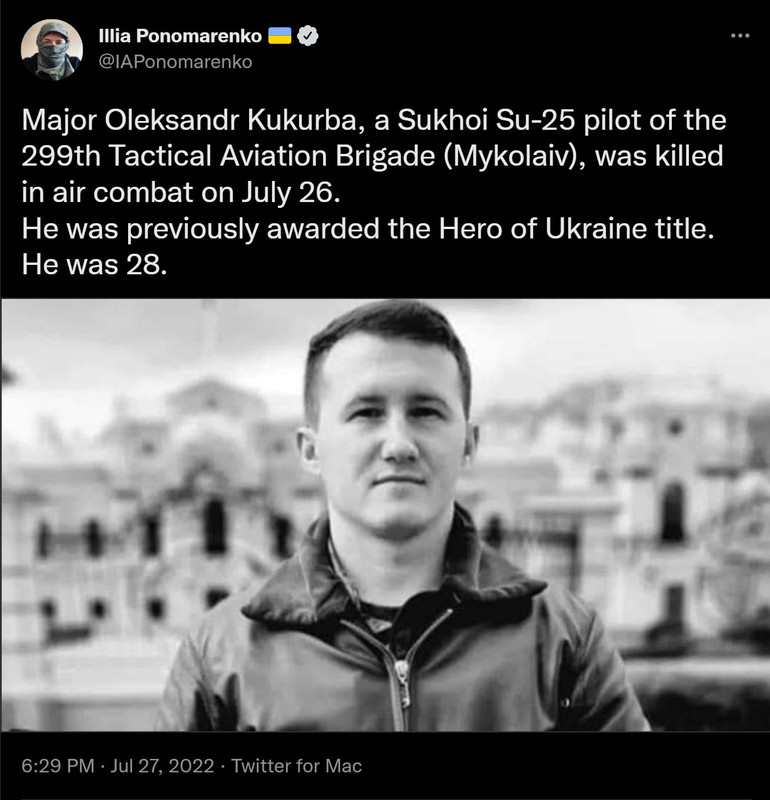 Illia Ponomarenko 🇺🇦
@IAPonomarenko
Major Oleksandr Kukurba, a Sukhoi Su-25 pilot of the
299th Tactical Aviation Brigade (Mykolaiv), was killed
in air combat on July 26.
He was previously awarded the Hero of Ukraine title.
He was 28.
6:29 PM · Jul 27, 2022 · Twitter for Mac